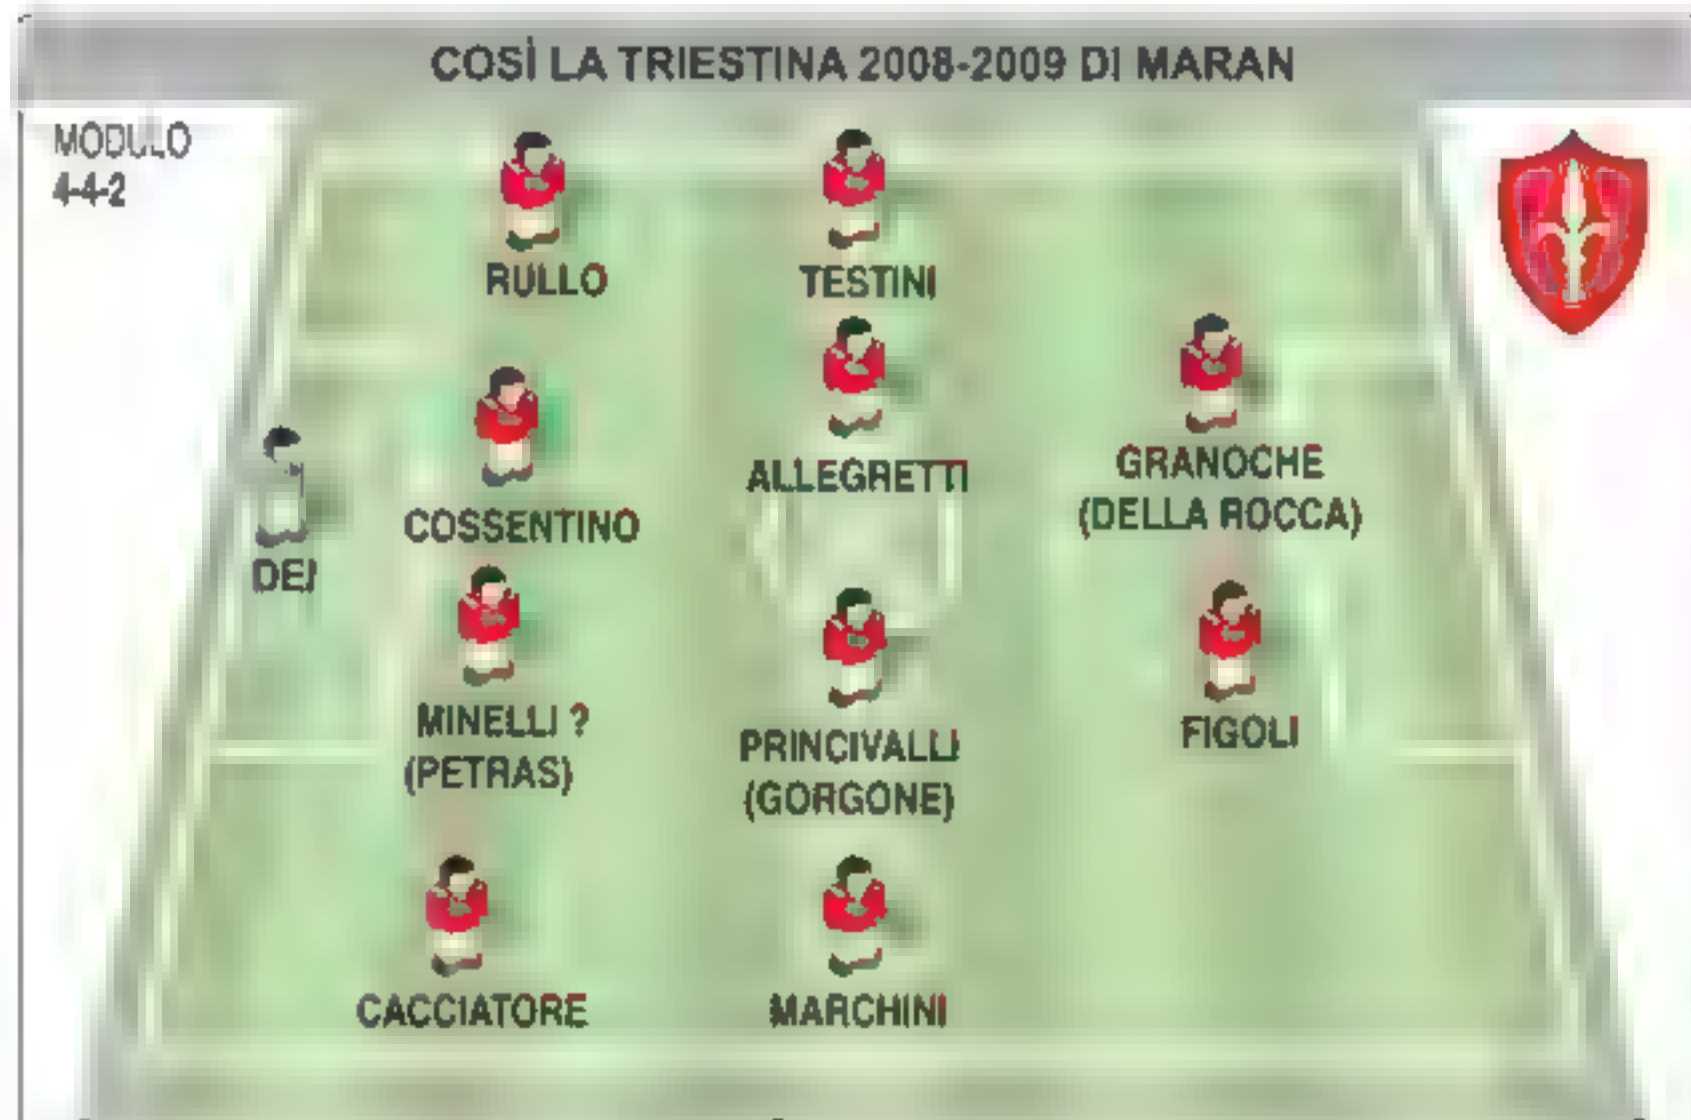 COSÌ LA TRIESTINA 2008-2009 DI MARAN
MODULO
4-4-2
RULLO
TESTINI
COSSENTINO
ALLEGRETTI
GRANOCHE
(DELLA ROCCA)
DEI
MINELLI ?
(PETRAS)
PRINCIVALLI
(GORGONE)
FIGOLI
CACCIATORE
MARCHINI